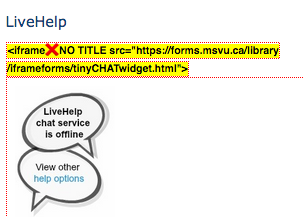 LiveHelp
<iframe❌NO TITLE src="https://forms.msvu.ca/library
/iframeforms/tinyCHATwidget.html">
LiveHelp
chat service
is offline
View other
help options